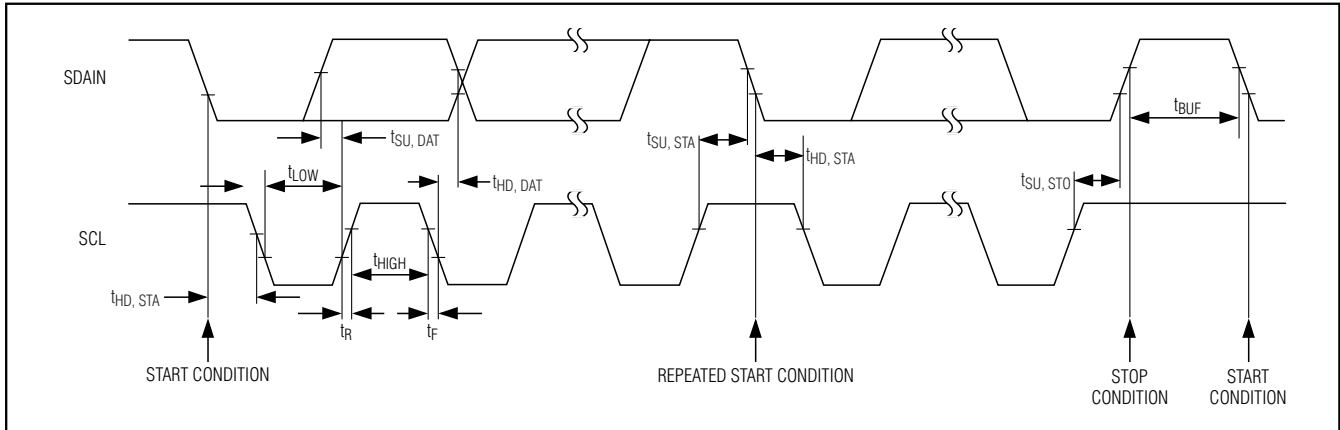 SDAIN
tSU, DAT
tSU, STA
tHD, STA
tBUF
tLOW
tHD, DAT
tSU, STO
SCL
tHIGH
tHD, STA
tR
tF
START CONDITION
REPEATED START CONDITION
STOP
CONDITION
START
CONDITION